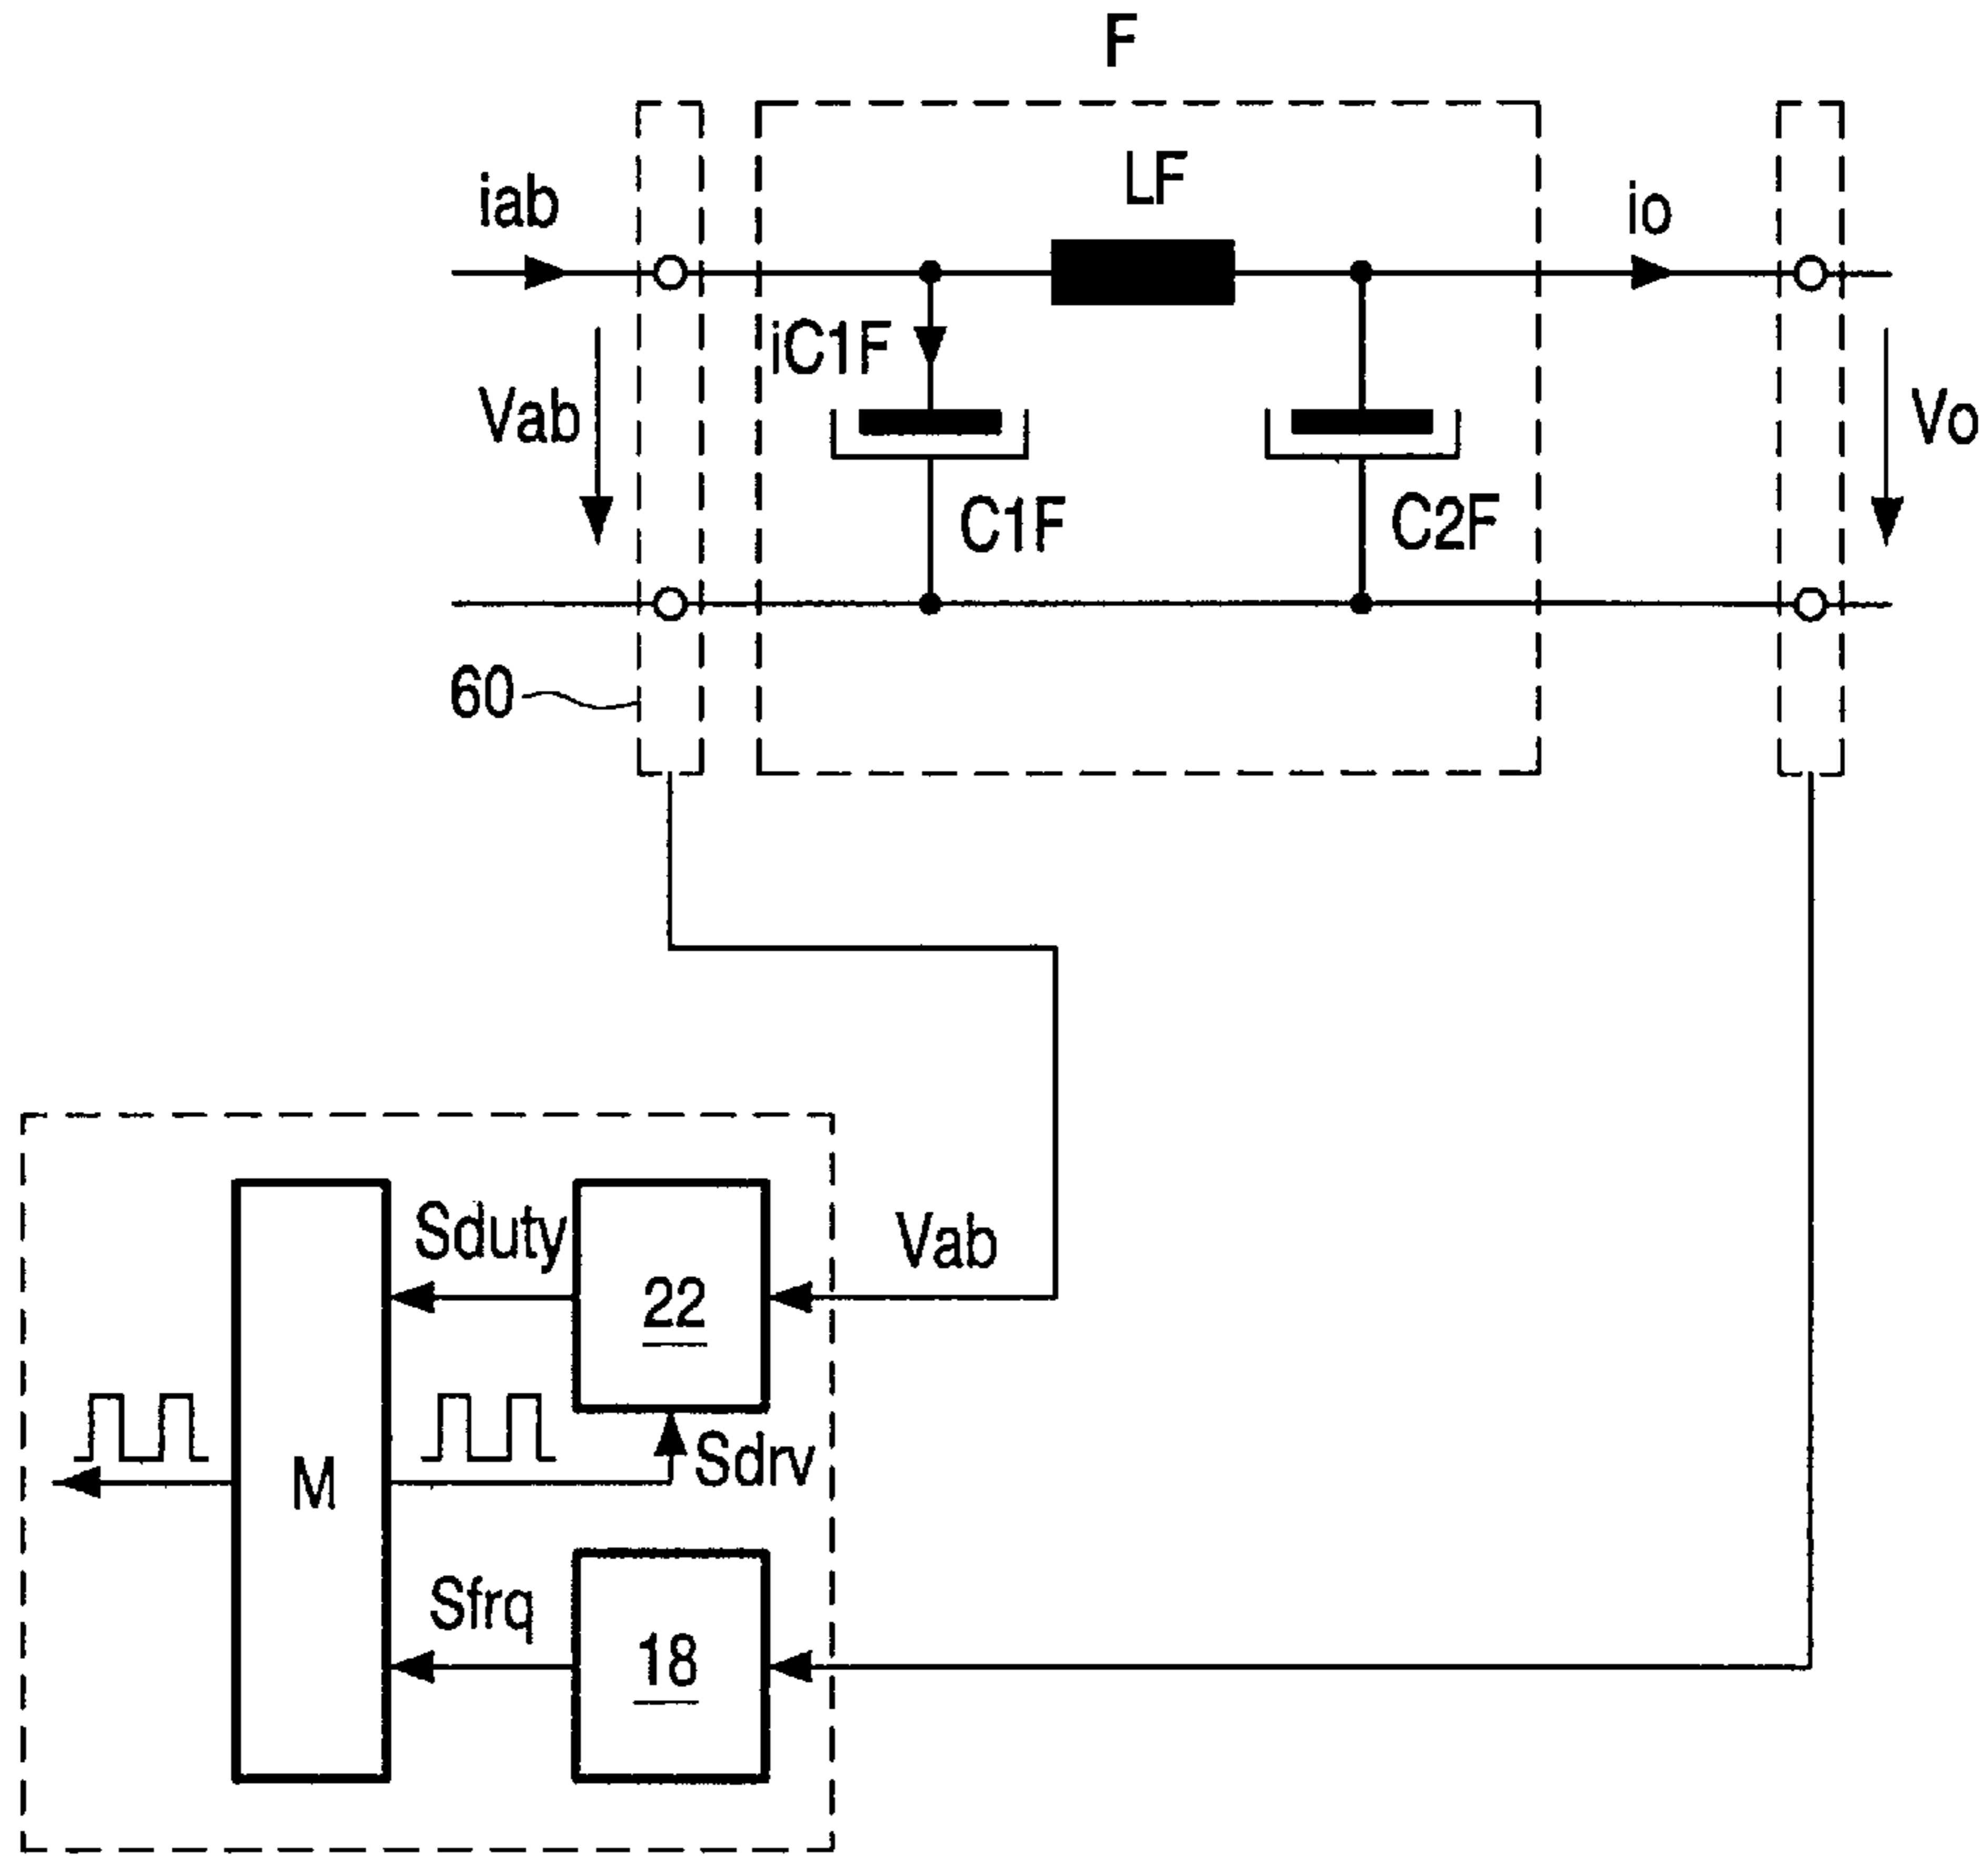 F
LF
iab
io
iC1F
Vab
Vo
C1F
C2F
60
Sduty
22
Vab
M
Sdrv
Sfrq
18